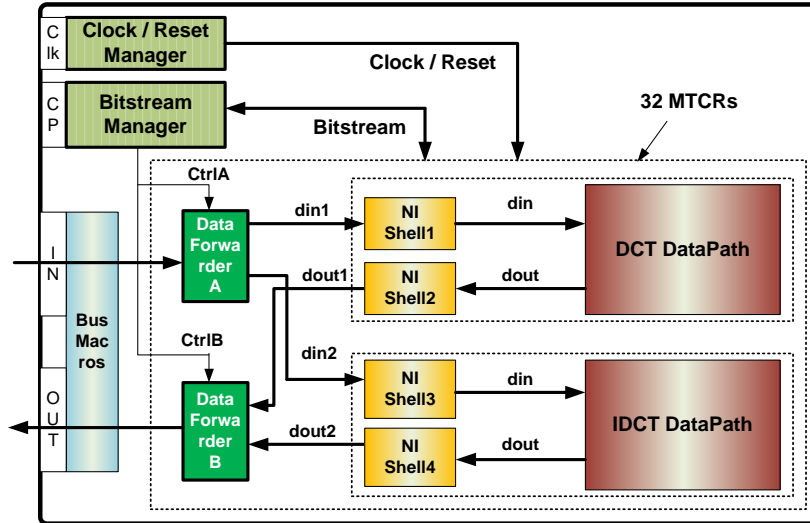 C
lk
Clock / Reset
Manager
Clock / Reset
C
P
Bitstream
Manager
Bitstream
32 MTCRs
CtrlA
I
N
Data
Forwa
rder
A
din1
NI
Shell1
din
DCT DataPath
dout1
NI
Shell2
dout
Bus
Mac
ros
CtrlB
din2
O
U
T
Data
Forwa
rder
B
NI
Shell3
din
IDCT DataPath
dout2
NI
Shell4
dout